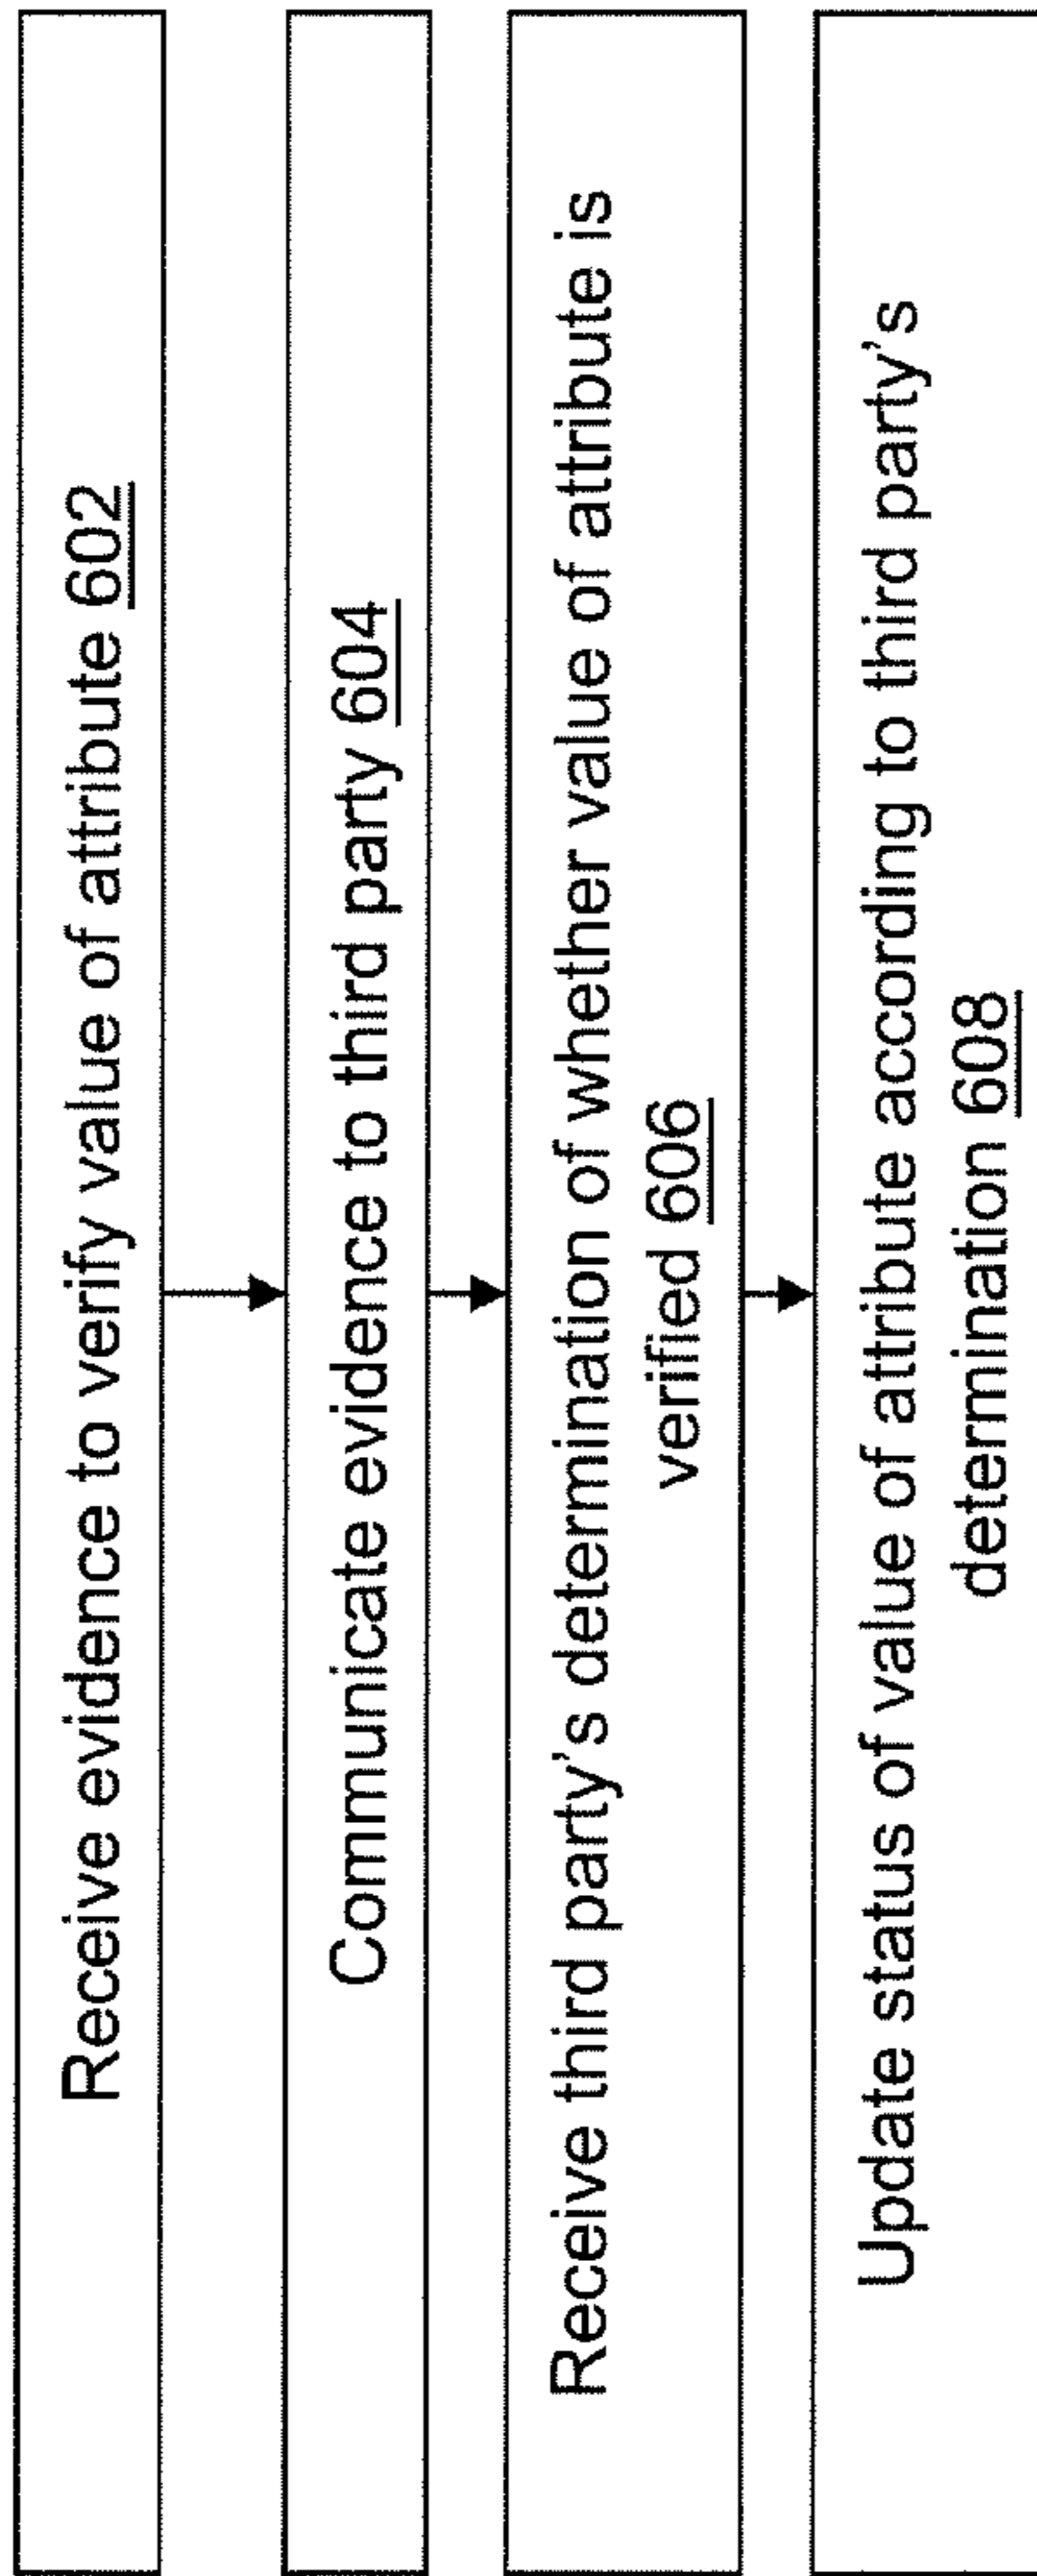 Receive evidence to verify value of attribute 602
Communicate evidence to third party 604
Receive third party's determination of whether value of attribute is
verified 606
Update status of value of attribute according to third party's
determination 608